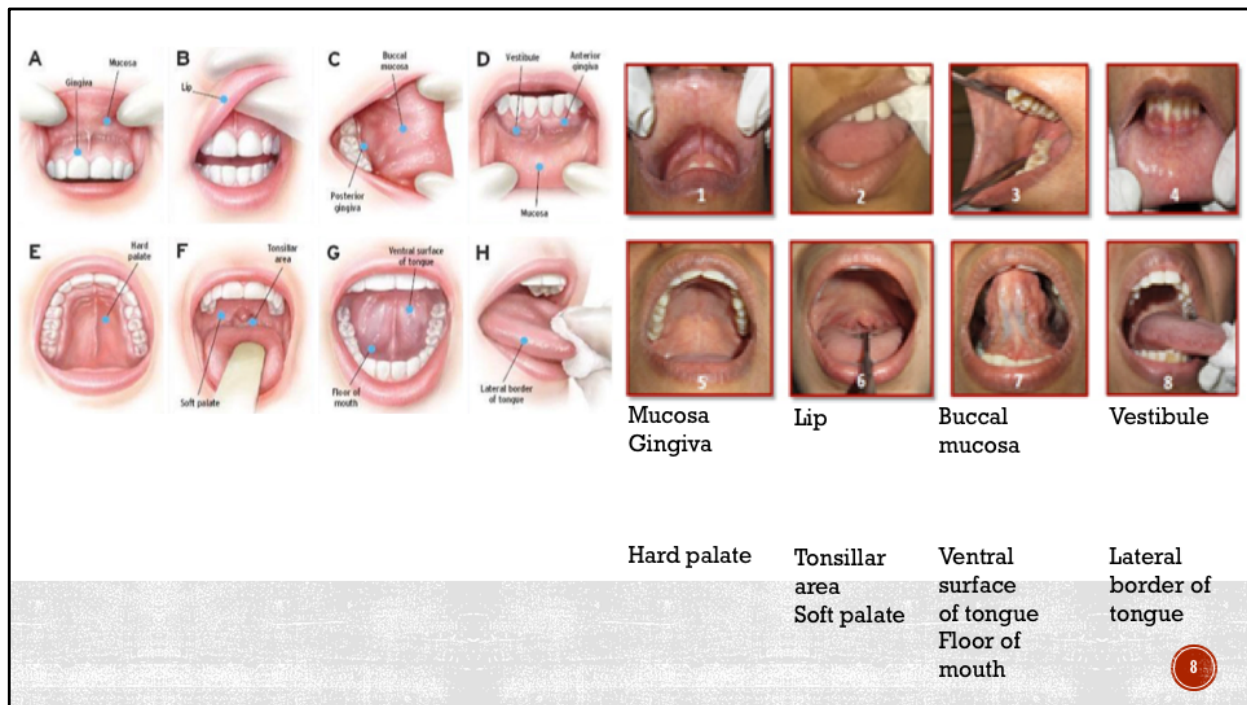 A
Mucosa
Gingiva
B
Lip
C
Buccal
mucosa
Posterior
gingiva
D
Vestibule
Anterior
gingiva
Mucosa
E
Hard
palate
F
Tonsillar
area
Soft palate
G
Ventral surface
of tongue
Floor of
mouth
H
Lateral border
of tongue
1
2
3
4
5
6
7
8
Mucosa
Gingiva
Lip
Buccal
mucosa
Vestibule
Hard palate
Tonsillar
area
Soft palate
Ventral
surface
of tongue
Floor of
mouth
Lateral
border of
tongue
8